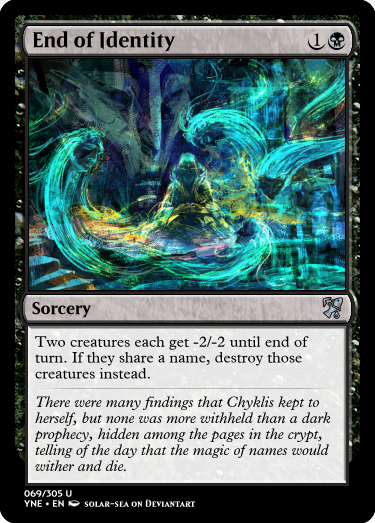 End of Identity 1
Sorcery
Two creatures each get -2/-2 until end of
turn. If they share a name, destroy those
creatures instead.
There were many findings that Chyklis kept to
herself, but none was more withheld than a dark
prophecy, hidden among the pages in the crypt,
telling of the day that the magic of names would
wither and die.
069/305 U
YNE • EN SOLAR-SEA ON DEVIANTART